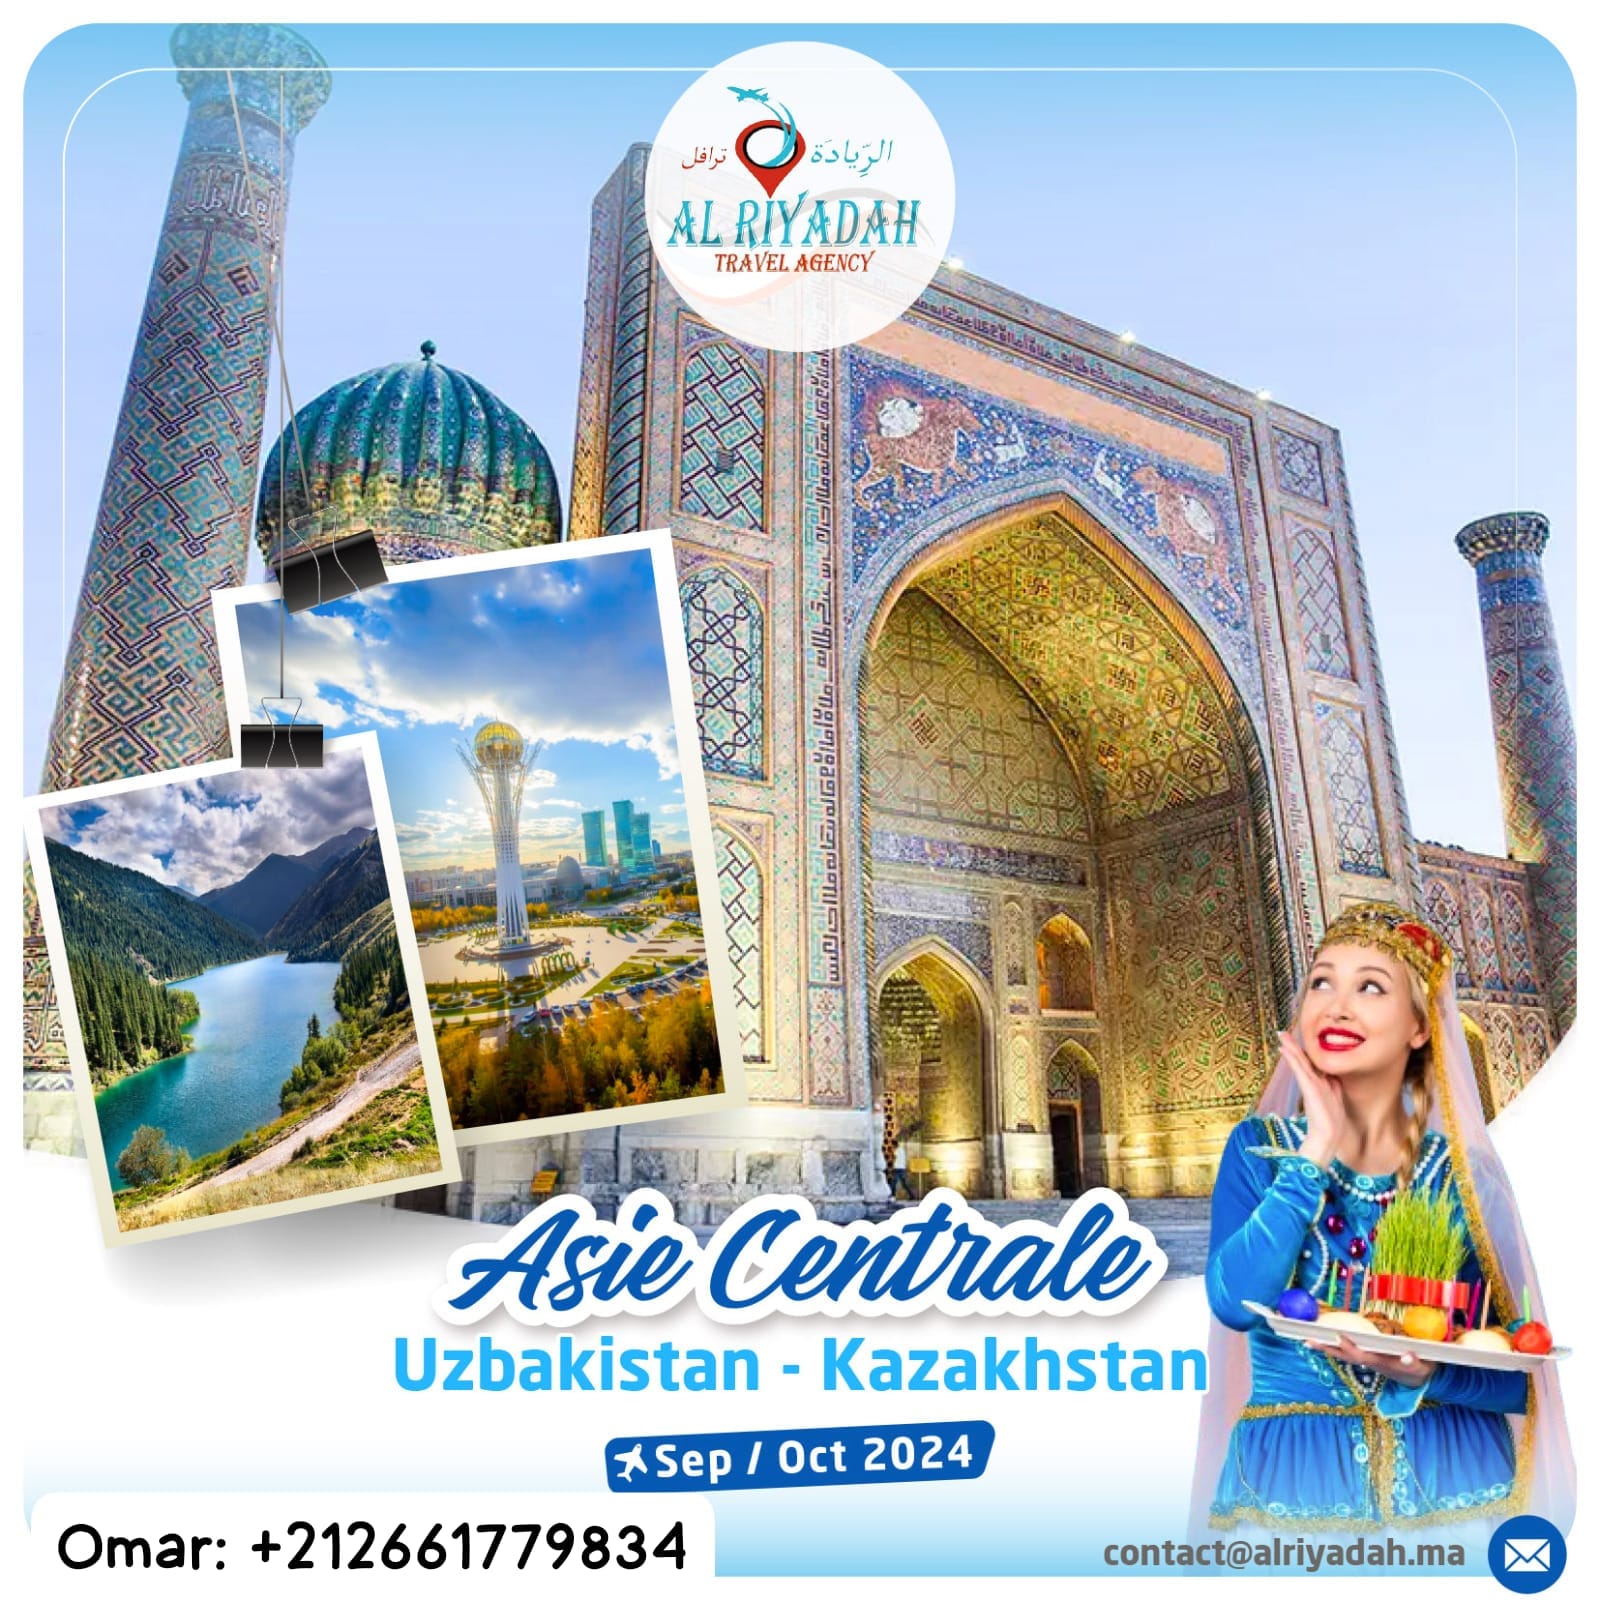 الرِّيادَة ترافل
AL RIYADAH
TRAVEL AGENCY
Asie Centrale
Uzbakistan - Kazakhstan
Sep / Oct 2024
Omar: +212661779834
contact@alriyadah.ma